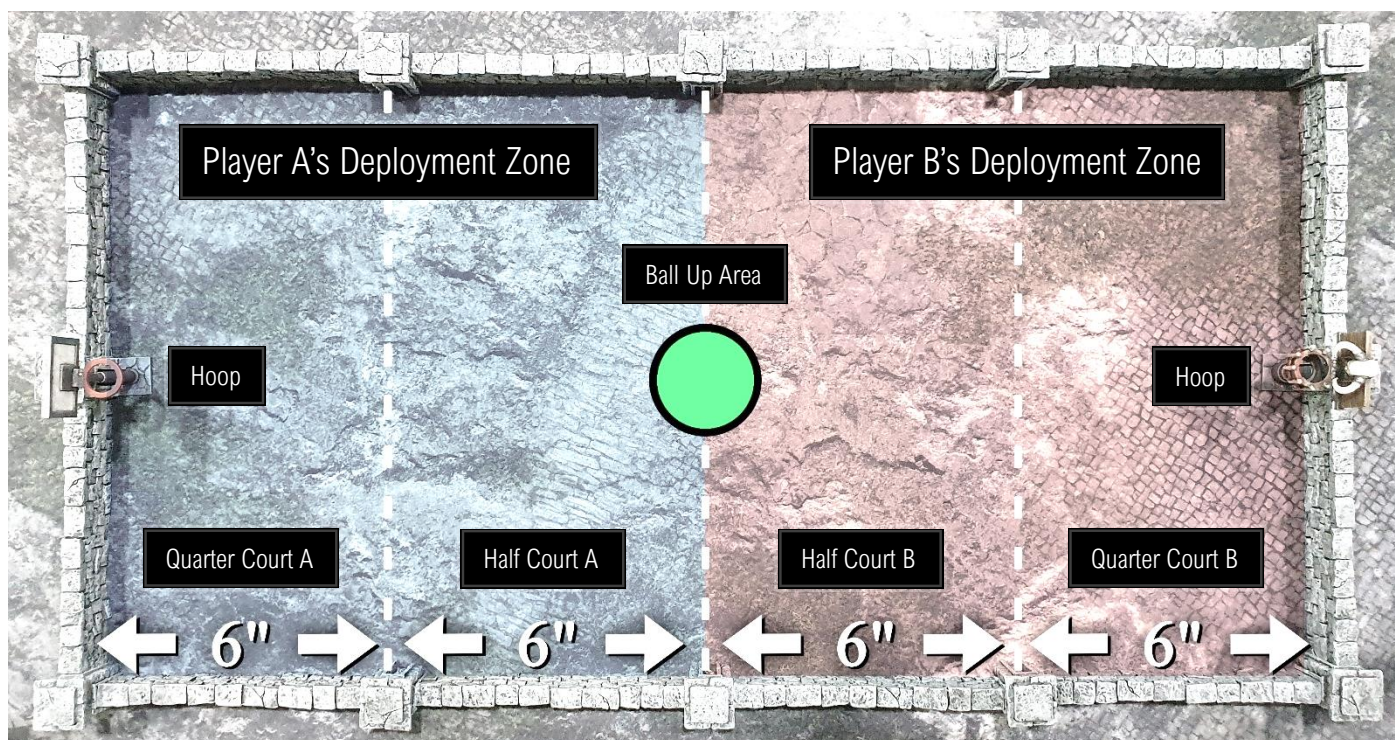 Player A's Deployment Zone
Player B's Deployment Zone
Ball Up Area
Hoop
Hoop
Quarter Court A
Half Court A
Half Court B
Quarter Court B
6"
6"
6"
6"